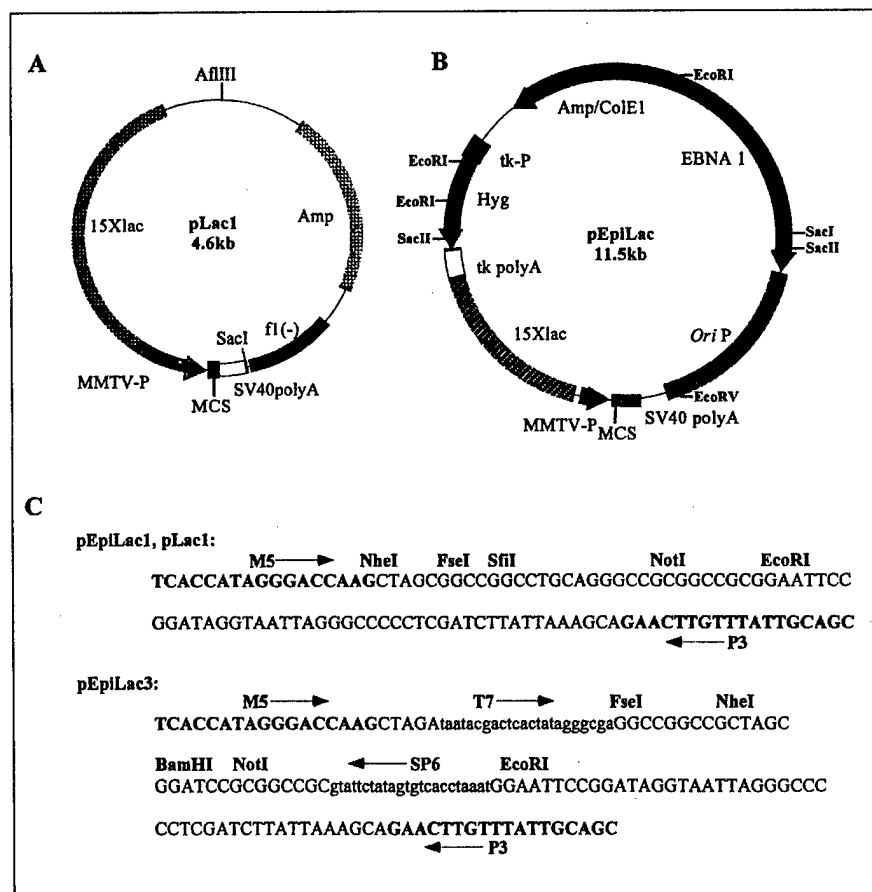 A
AflIII
15Xlac
pLac1
4.6kb
Amp
SacI
f1(-)
MMTV-P
MCS
SV40polyA
B
EcoRI
Amp/ColE1
EcoRI
tk-P
EBNA 1
EcoRI
Hyg
SacII
pEpiLac
11.5kb
SacI
SacII
tk polyA
15Xlac
Ori P
EcoRV
MMTV-P
MCS
SV40 polyA
C
pEpiLac1, pLac1:
M5 NheI FseI SfiI NotI EcoRI
TCACCATAGGGACCAAGCTAGCGGCCGGCCTGCAGGGCCGCGGCCGCGGAATTCC
GGATAGGTAATTAGGGCCCCCTCGATCTTATTAAAGCAGAACTTGTTTATTGCAGC
P3
pEpiLac3:
M5 T7 FseI NheI
TCACCATAGGGACCAAGCTAGAtaatacgactcactatagggcgaGGCCGGCCGCTAGC
BamHI NotI SP6 EcoRI
GGATCCGCGGCCGCgtattctatagtgtcacctaaatGGAATTCCGGATAGGTAATTAGGGCCC
CCTCGATCTTATTAAAGCAGAACTTGTTTATTGCAGC
P3